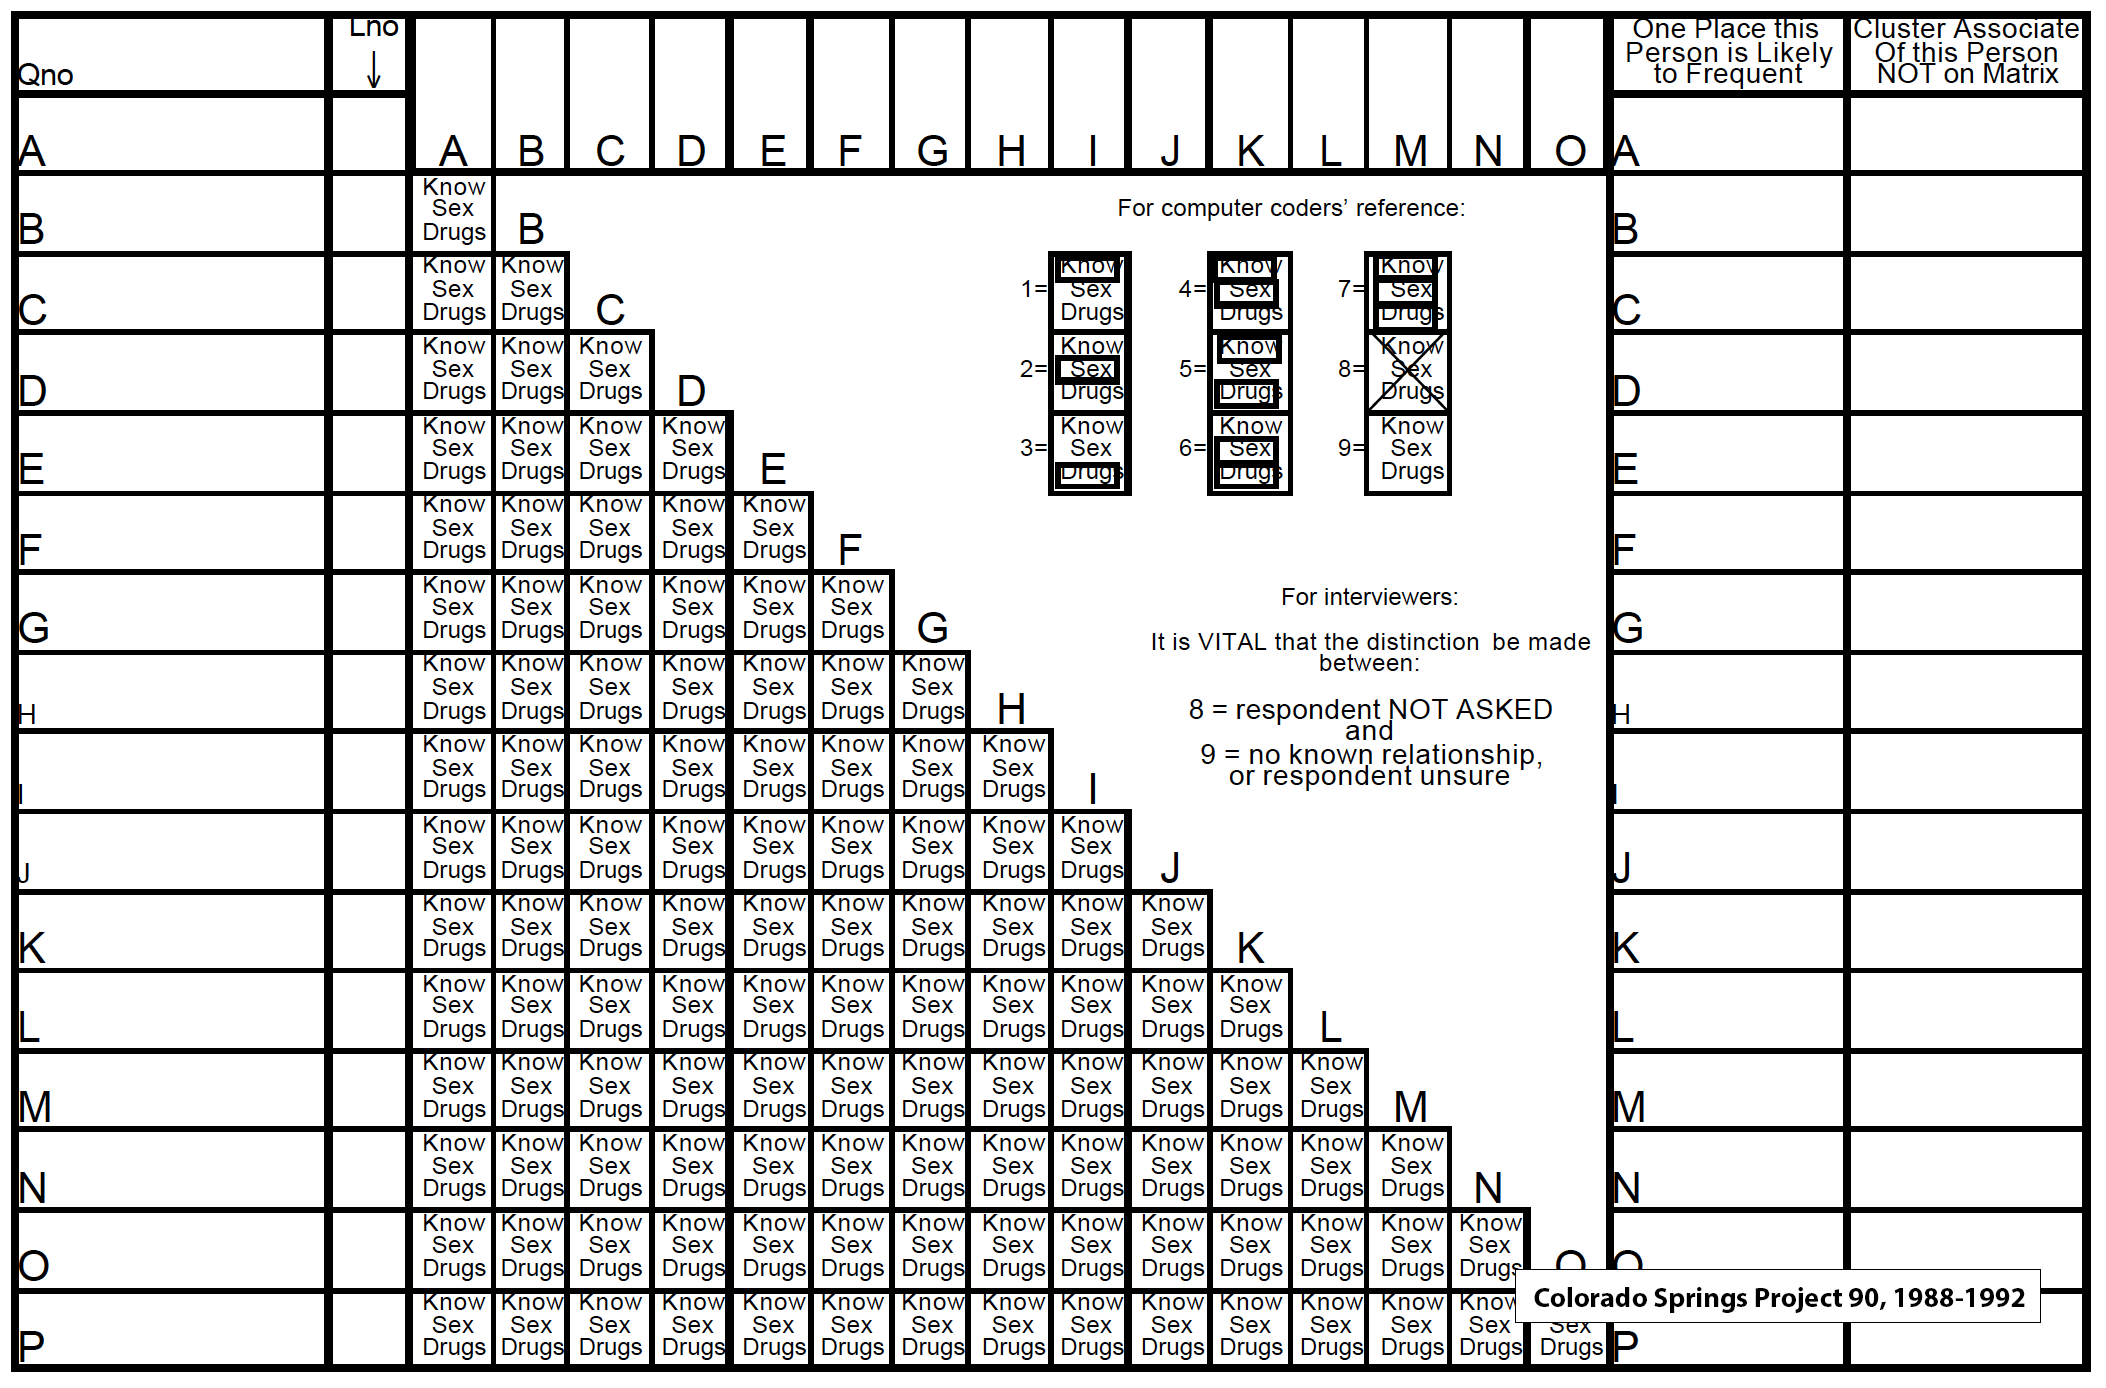 Qno Lno One Place this Person is Likely to Frequent Cluster Associate Of this Person NOT on Matrix
↓
A A B C D E F G H I J K L M N O A
Know
Sex
Drugs
B B B
For computer coders' reference:
Know Know
Sex Sex
Drugs Drugs
C C C
1= Know Sex Drugs 4= Know Sex Drugs 7= Know Sex Drugs
Know Know Know
Sex Sex Sex
Drugs Drugs Drugs
D D D
2= Know Sex Drugs 5= Know Sex Drugs 8= Know Sex Drugs
Know Know Know Know
Sex Sex Sex Sex
Drugs Drugs Drugs Drugs
E E E
3= Know Sex Drugs 6= Know Sex Drugs 9= Know Sex Drugs
Know Know Know Know Know
Sex Sex Sex Sex Sex
Drugs Drugs Drugs Drugs Drugs
F F F
For interviewers:
Know Know Know Know Know Know
Sex Sex Sex Sex Sex Sex
Drugs Drugs Drugs Drugs Drugs Drugs
G G G
It is VITAL that the distinction be made
between:
Know Know Know Know Know Know Know
Sex Sex Sex Sex Sex Sex Sex
Drugs Drugs Drugs Drugs Drugs Drugs Drugs
H H H
8 = respondent NOT ASKED
and
9 = no known relationship,
or respondent unsure
Know Know Know Know Know Know Know Know
Sex Sex Sex Sex Sex Sex Sex Sex
Drugs Drugs Drugs Drugs Drugs Drugs Drugs Drugs
I I I
Know Know Know Know Know Know Know Know Know
Sex Sex Sex Sex Sex Sex Sex Sex Sex
Drugs Drugs Drugs Drugs Drugs Drugs Drugs Drugs Drugs
J J J
Know Know Know Know Know Know Know Know Know Know
Sex Sex Sex Sex Sex Sex Sex Sex Sex Sex
Drugs Drugs Drugs Drugs Drugs Drugs Drugs Drugs Drugs Drugs
K K K
Know Know Know Know Know Know Know Know Know Know Know
Sex Sex Sex Sex Sex Sex Sex Sex Sex Sex Sex
Drugs Drugs Drugs Drugs Drugs Drugs Drugs Drugs Drugs Drugs Drugs
L L L
Know Know Know Know Know Know Know Know Know Know Know Know
Sex Sex Sex Sex Sex Sex Sex Sex Sex Sex Sex Sex
Drugs Drugs Drugs Drugs Drugs Drugs Drugs Drugs Drugs Drugs Drugs Drugs
M M M
Know Know Know Know Know Know Know Know Know Know Know Know Know
Sex Sex Sex Sex Sex Sex Sex Sex Sex Sex Sex Sex Sex
Drugs Drugs Drugs Drugs Drugs Drugs Drugs Drugs Drugs Drugs Drugs Drugs Drugs
N N N
Know Know Know Know Know Know Know Know Know Know Know Know Know Know
Sex Sex Sex Sex Sex Sex Sex Sex Sex Sex Sex Sex Sex Sex
Drugs Drugs Drugs Drugs Drugs Drugs Drugs Drugs Drugs Drugs Drugs Drugs Drugs Drugs
O O O
Know Know Know Know Know Know Know Know Know Know Know Know Know Know
Sex Sex Sex Sex Sex Sex Sex Sex Sex Sex Sex Sex Sex Sex Sex
Drugs Drugs Drugs Drugs Drugs Drugs Drugs Drugs Drugs Drugs Drugs Drugs Drugs Drugs Drugs
P P
Colorado Springs Project 90, 1988-1992